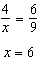 4/x = 6/9
x = 6